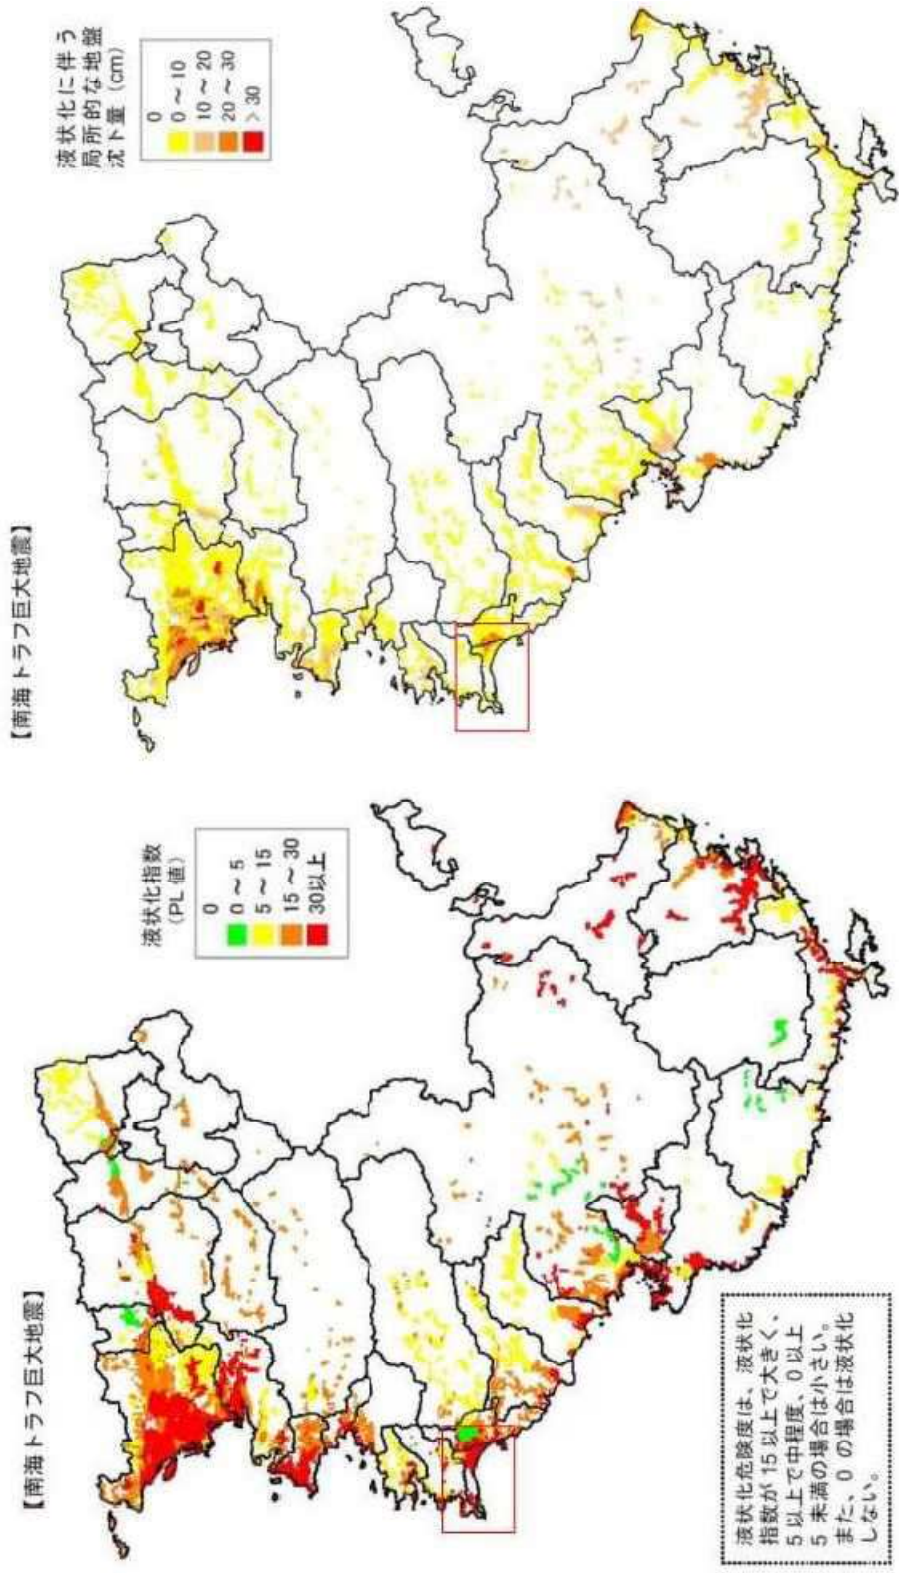 【南海トラフ巨大地震】
液状化指数
（PL 値）
0
0 ～ 5
5 ～ 15
15 ～ 30
30以上
液状化危険度は、液状化
指数が 15 以上で大きく、
5 以上で中程度、0 以上
5 未満の場合は小さい。
また、0 の場合は液状化
しない。
【南海トラフ巨大地震】
液状化に伴う
局所的な地盤
沈下量（cm）
0
0 ～ 10
10 ～ 20
20 ～ 30
＞30